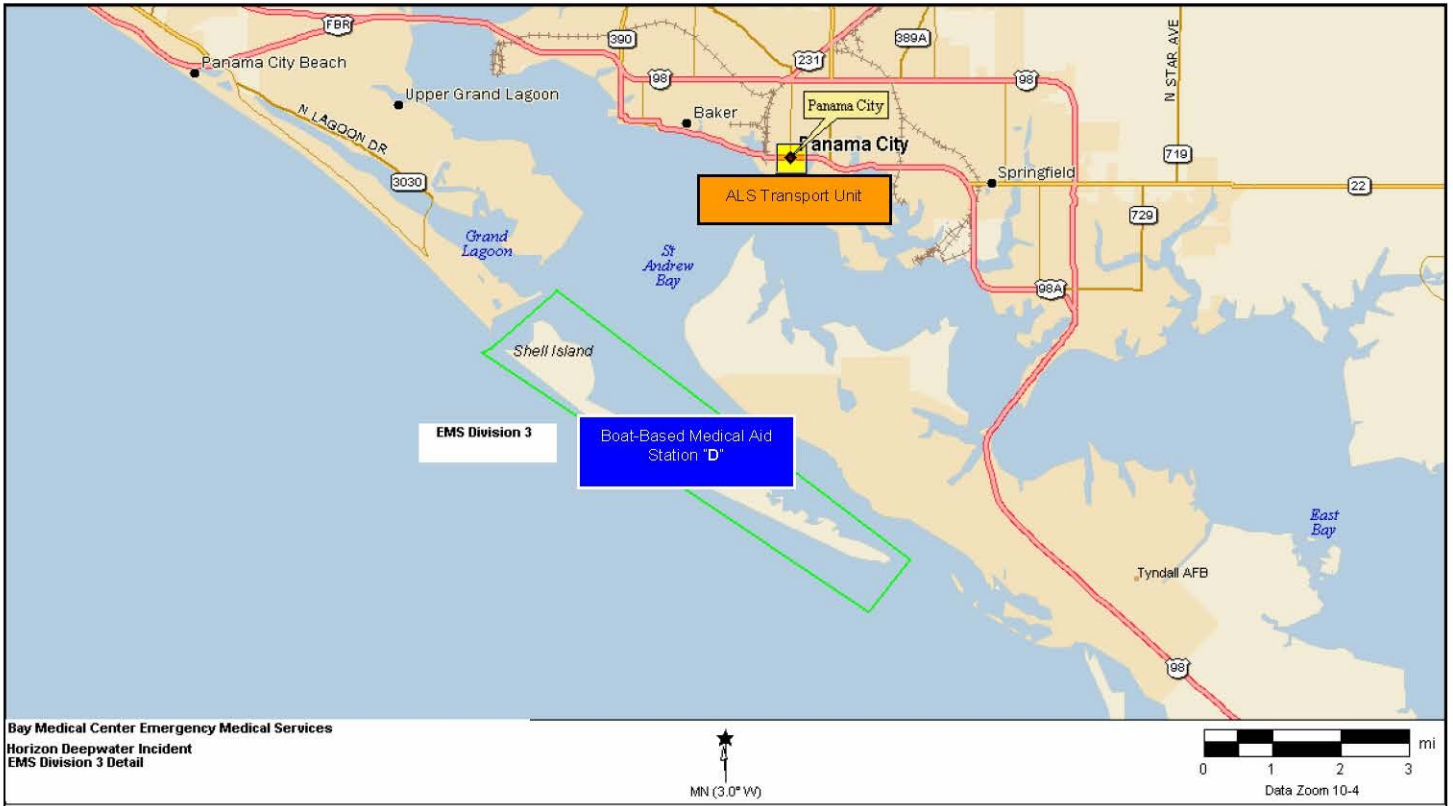 FBR
390
389A
231
N STAR AVE
Panama City Beach
98
98
Upper Grand Lagoon
Baker
Panama City
Panama City
N LAGOON DR
719
3030
Springfield
22
ALS Transport Unit
729
Grand
Lagoon
St
Andrew
Bay
98A
Shell Island
EMS Division 3
Boat-Based Medical Aid
Station "D"
East
Bay
Tyndall AFB
98
Bay Medical Center Emergency Medical Services
Horizon Deepwater Incident
EMS Division 3 Detail
MN (3.0° W)
mi
0 1 2 3
Data Zoom 10-4